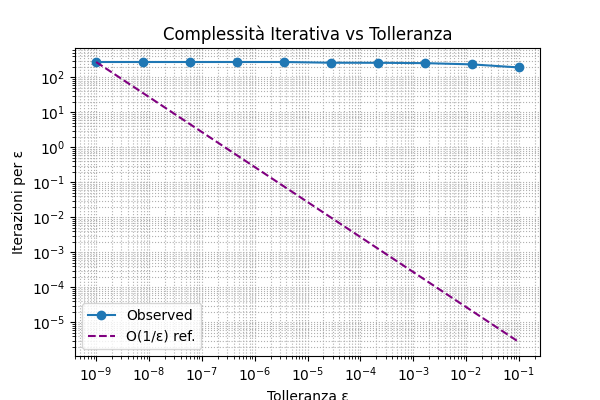 Complessità Iterativa vs Tolleranza
Iterazioni per ε
10²
10¹
10⁰
10⁻¹
10⁻²
10⁻³
10⁻⁴
10⁻⁵
Observed
O(1/ε) ref.
10⁻⁹ 10⁻⁸ 10⁻⁷ 10⁻⁶ 10⁻⁵ 10⁻⁴ 10⁻³ 10⁻² 10⁻¹
Tolleranza ε